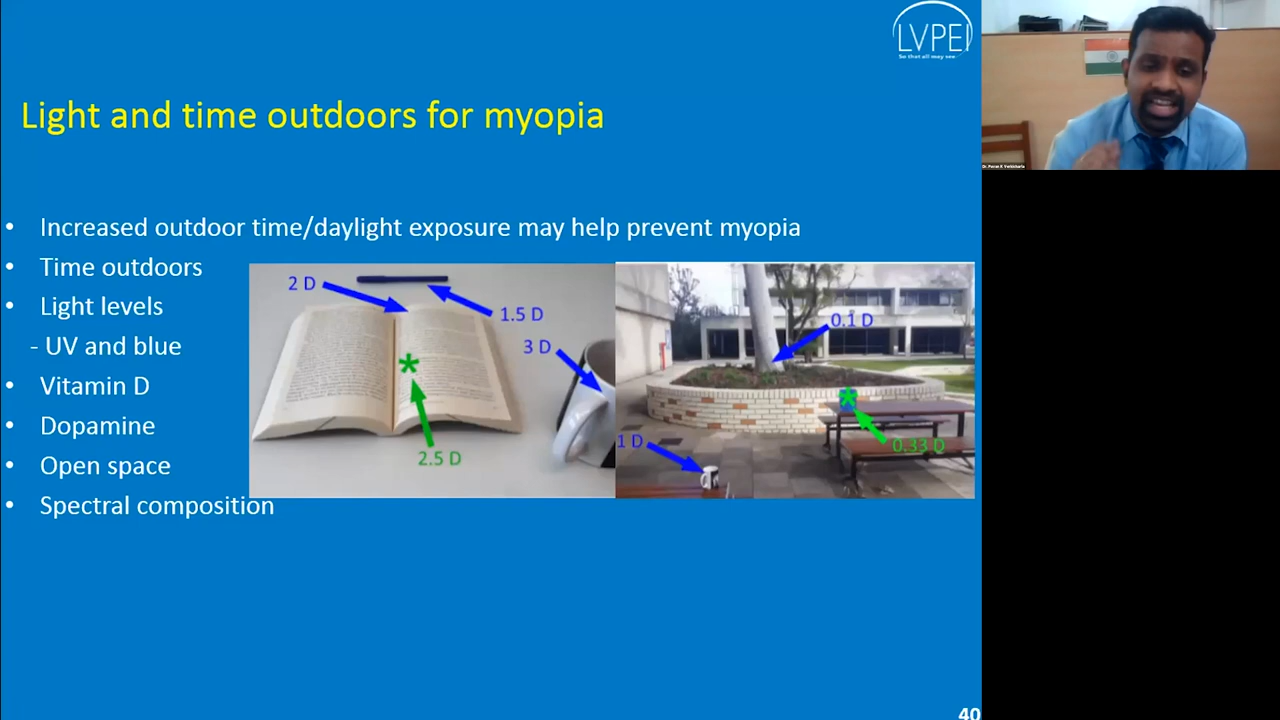 LVPEI
So that all may see
Light and time outdoors for myopia
• Increased outdoor time/daylight exposure may help prevent myopia
• Time outdoors
• Light levels
- UV and blue
• Vitamin D
• Dopamine
• Open space
• Spectral composition
2 D
1.5 D
3 D
2.5 D
0.1 D
1 D
0.33 D
40